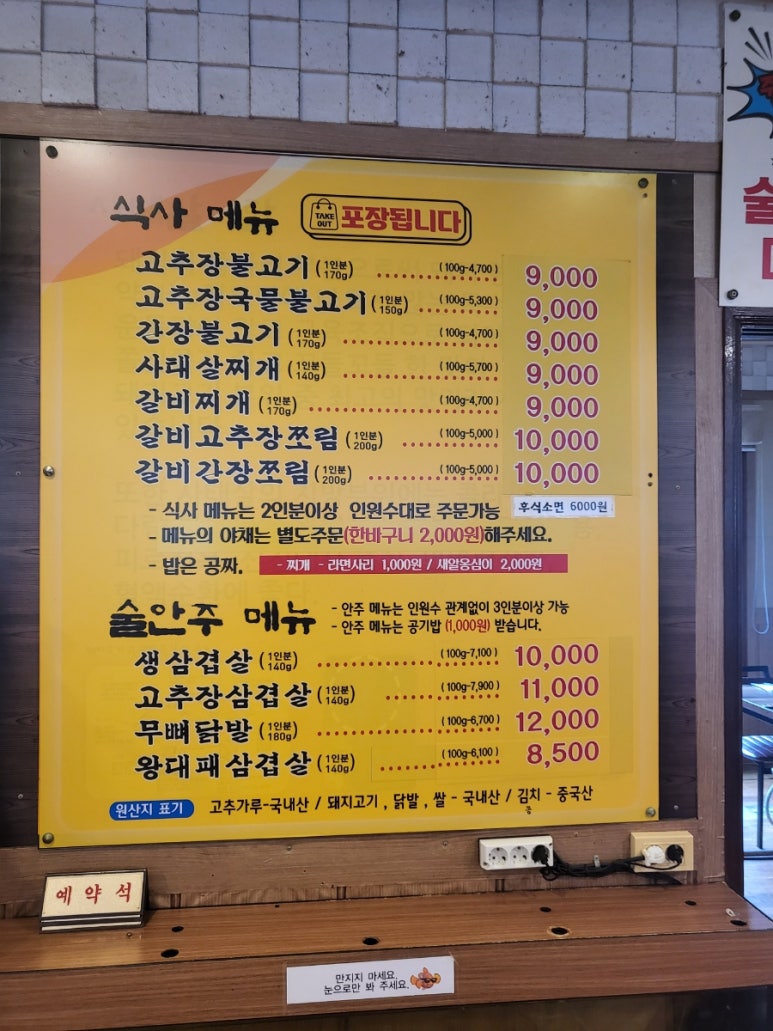 식사 메뉴 TAKE OUT 포장됩니다
고추장불고기 (1인분 170g) (100g-4,700) 9,000
고추장국물불고기 (1인분 150g) (100g-5,300) 9,000
간장불고기 (1인분 170g) (100g-4,700) 9,000
사태살찌개 (1인분 140g) (100g-5,700) 9,000
갈비찌개 (1인분 170g) (100g-4,700) 9,000
갈비고추장쪼림 (1인분 200g) (100g-5,000) 10,000
갈비간장쪼림 (1인분 200g) (100g-5,000) 10,000
- 식사 메뉴는 2인분이상 인원수대로 주문가능 후식소면 6000원
- 메뉴의 야채는 별도주문(한바구니 2,000원)해주세요.
- 밥은 공짜. - 찌개 - 라면사리 1,000원 / 새알옹심이 2,000원
술안주 메뉴
- 안주 메뉴는 인원수 관계없이 3인분이상 가능
- 안주 메뉴는 공기밥 (1,000원) 받습니다.
생삼겹살 (1인분 140g) (100g-7,100) 10,000
고추장삼겹살 (1인분 140g) (100g-7,900) 11,000
무뼈닭발 (1인분 180g) (100g-6,700) 12,000
왕대패삼겹살 (1인분 140g) (100g-6,100) 8,500
원산지 표기 고추가루-국내산 / 돼지고기 , 닭발 , 쌀 - 국내산 / 김치 - 중국산
예약석
만지지 마세요.
눈으로만 봐 주세요.
술